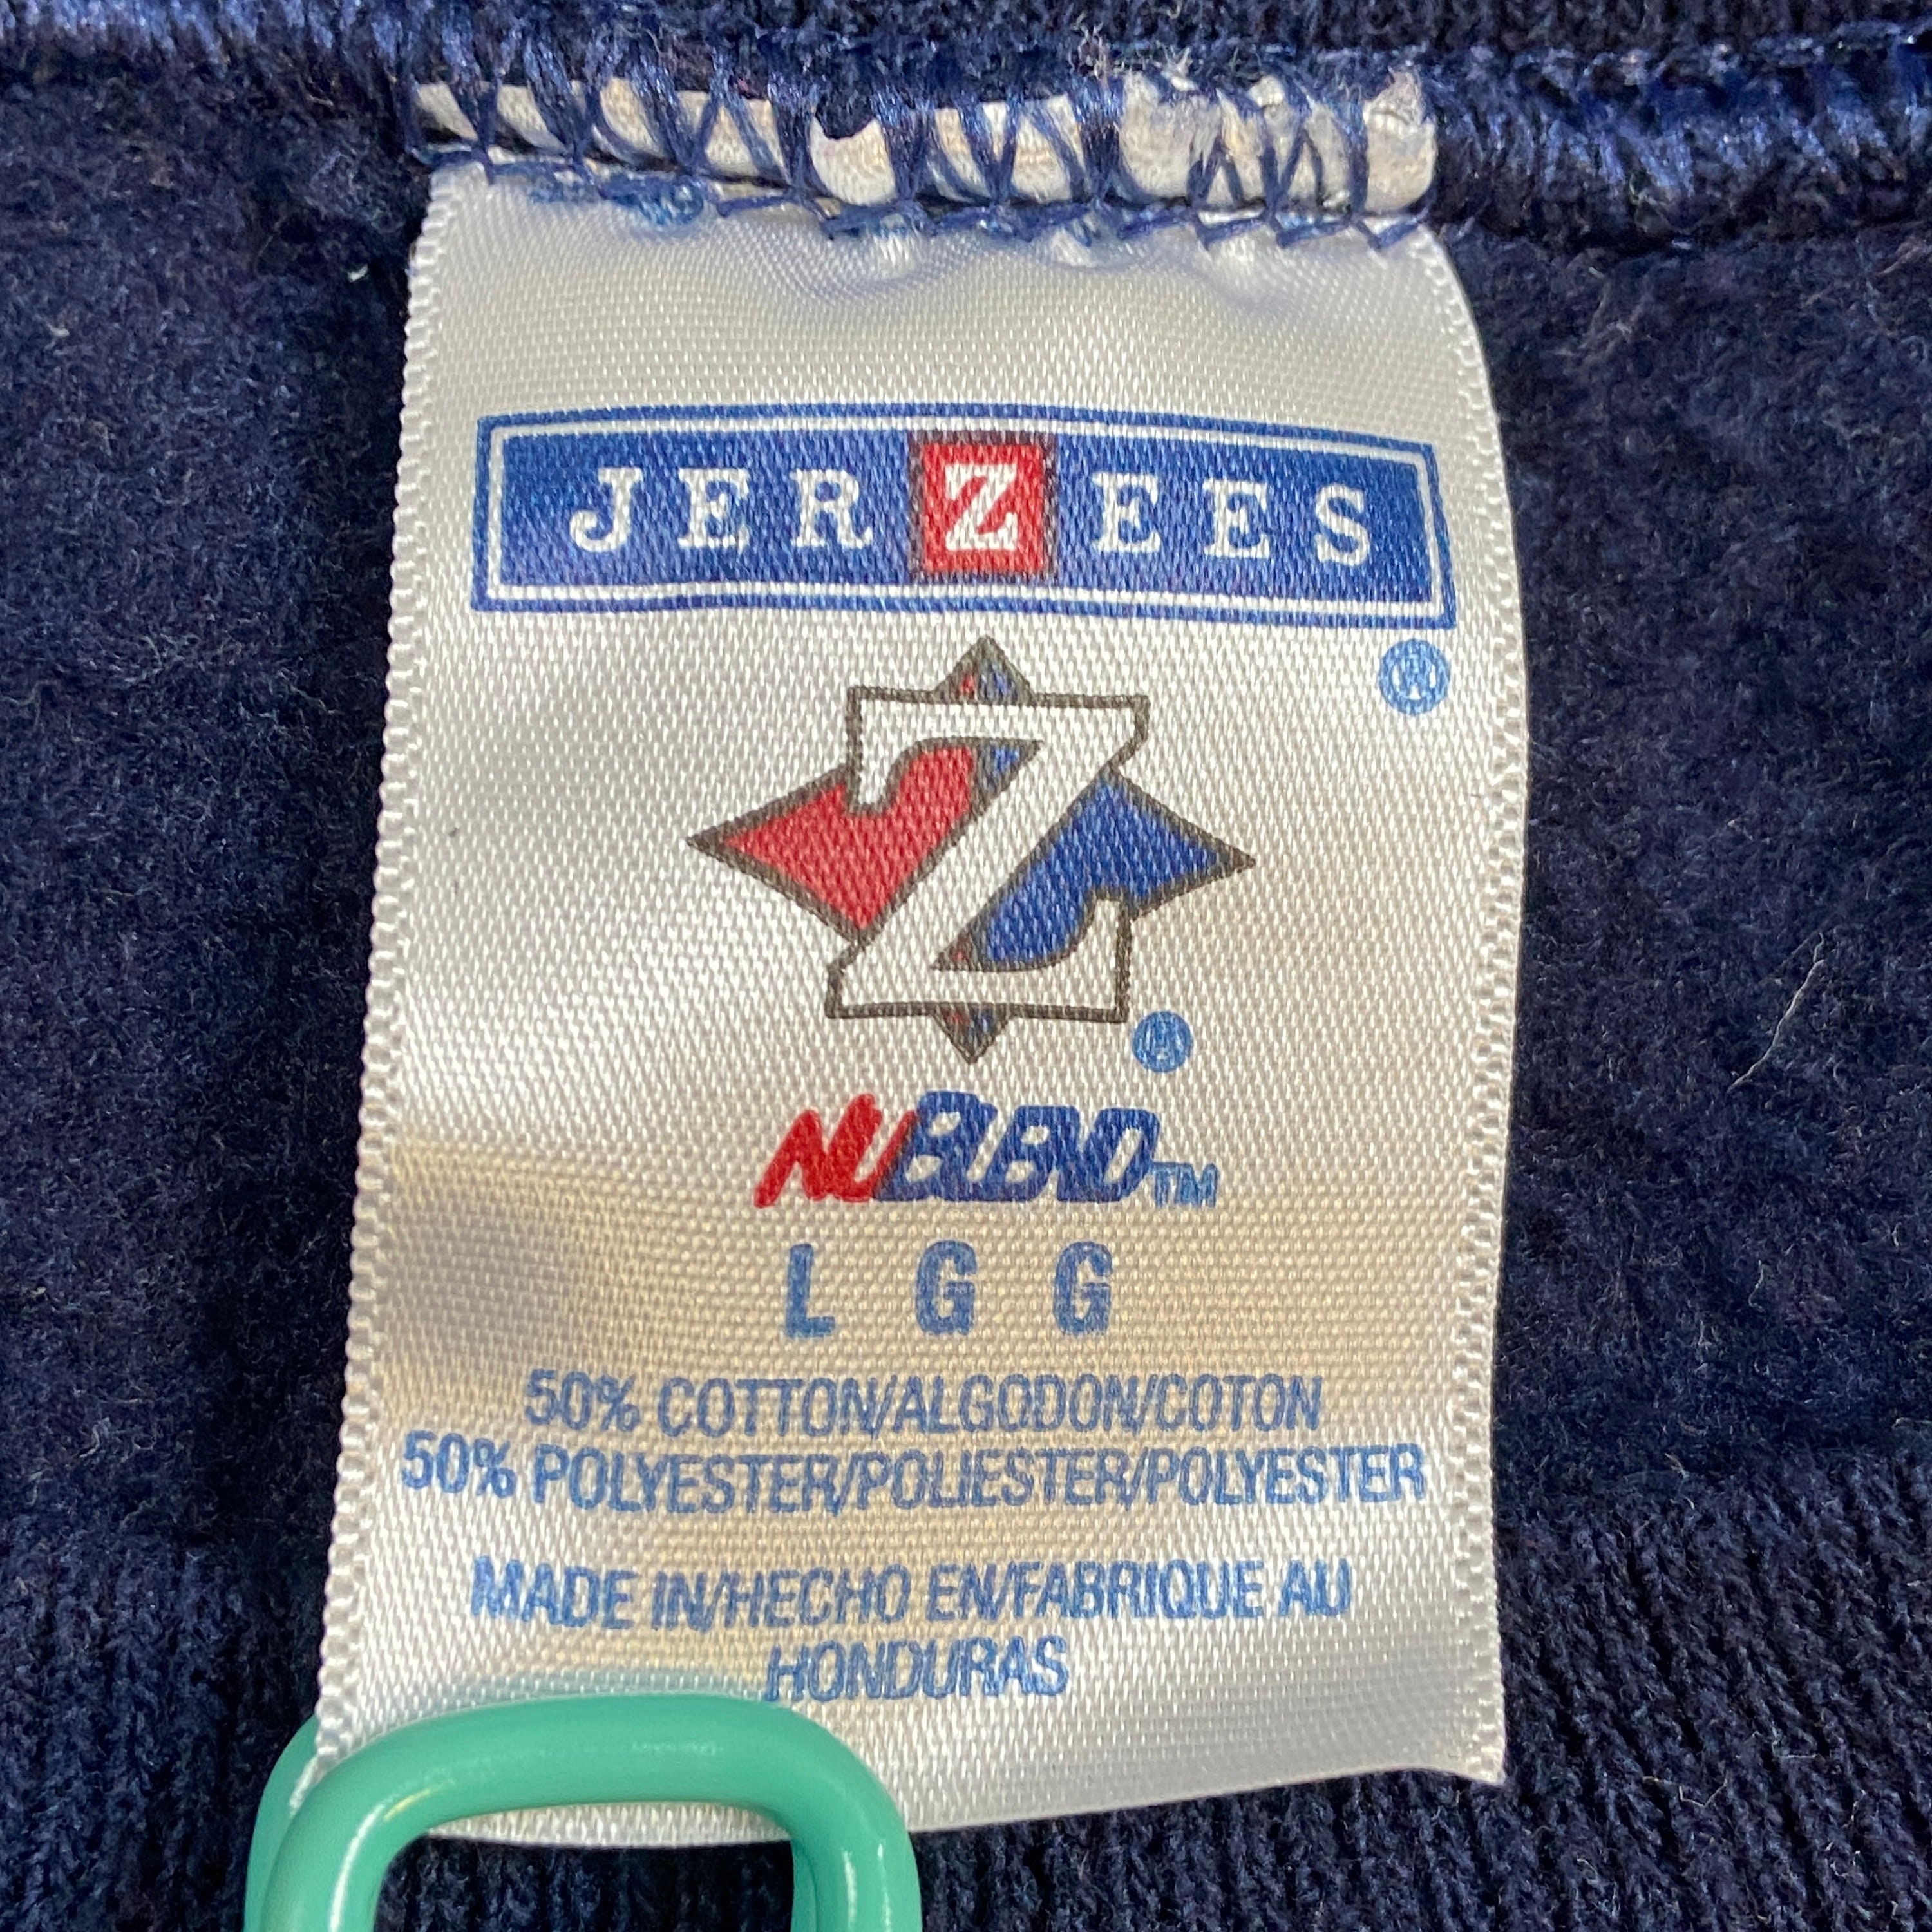 JERZEES
®
Z
®
NUBLEND™
L G G
50% COTTON/ALGODON/COTON
50% POLYESTER/POLIESTER/POLYESTER
MADE IN/HECHO EN/FABRIQUE AU
HONDURAS